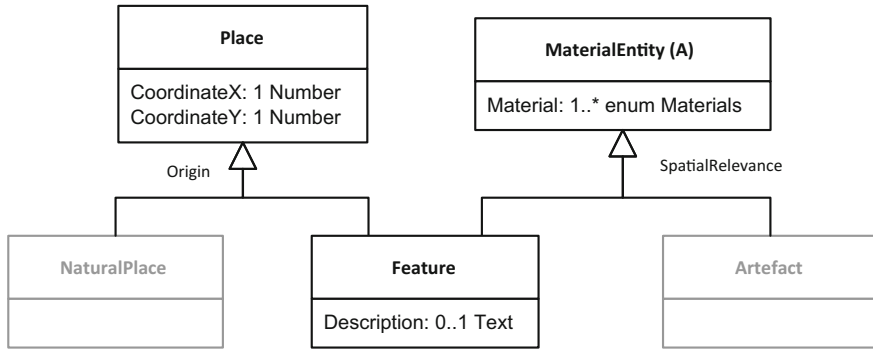 Place
MaterialEntity (A)
CoordinateX: 1 Number
CoordinateY: 1 Number
Material: 1..* enum Materials
Origin
SpatialRelevance
NaturalPlace
Feature
Artefact
Description: 0..1 Text